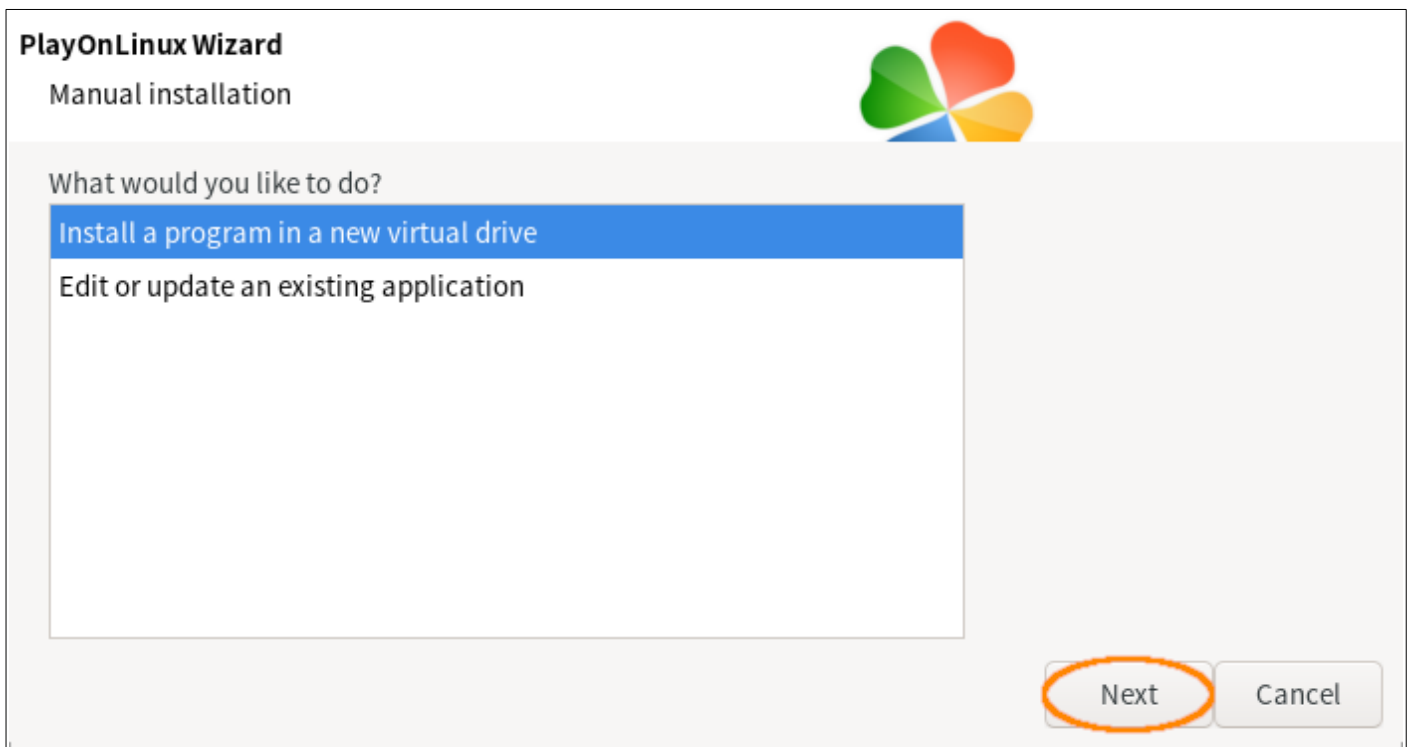 PlayOnLinux Wizard
Manual installation
What would you like to do?
Install a program in a new virtual drive
Edit or update an existing application
Next
Cancel